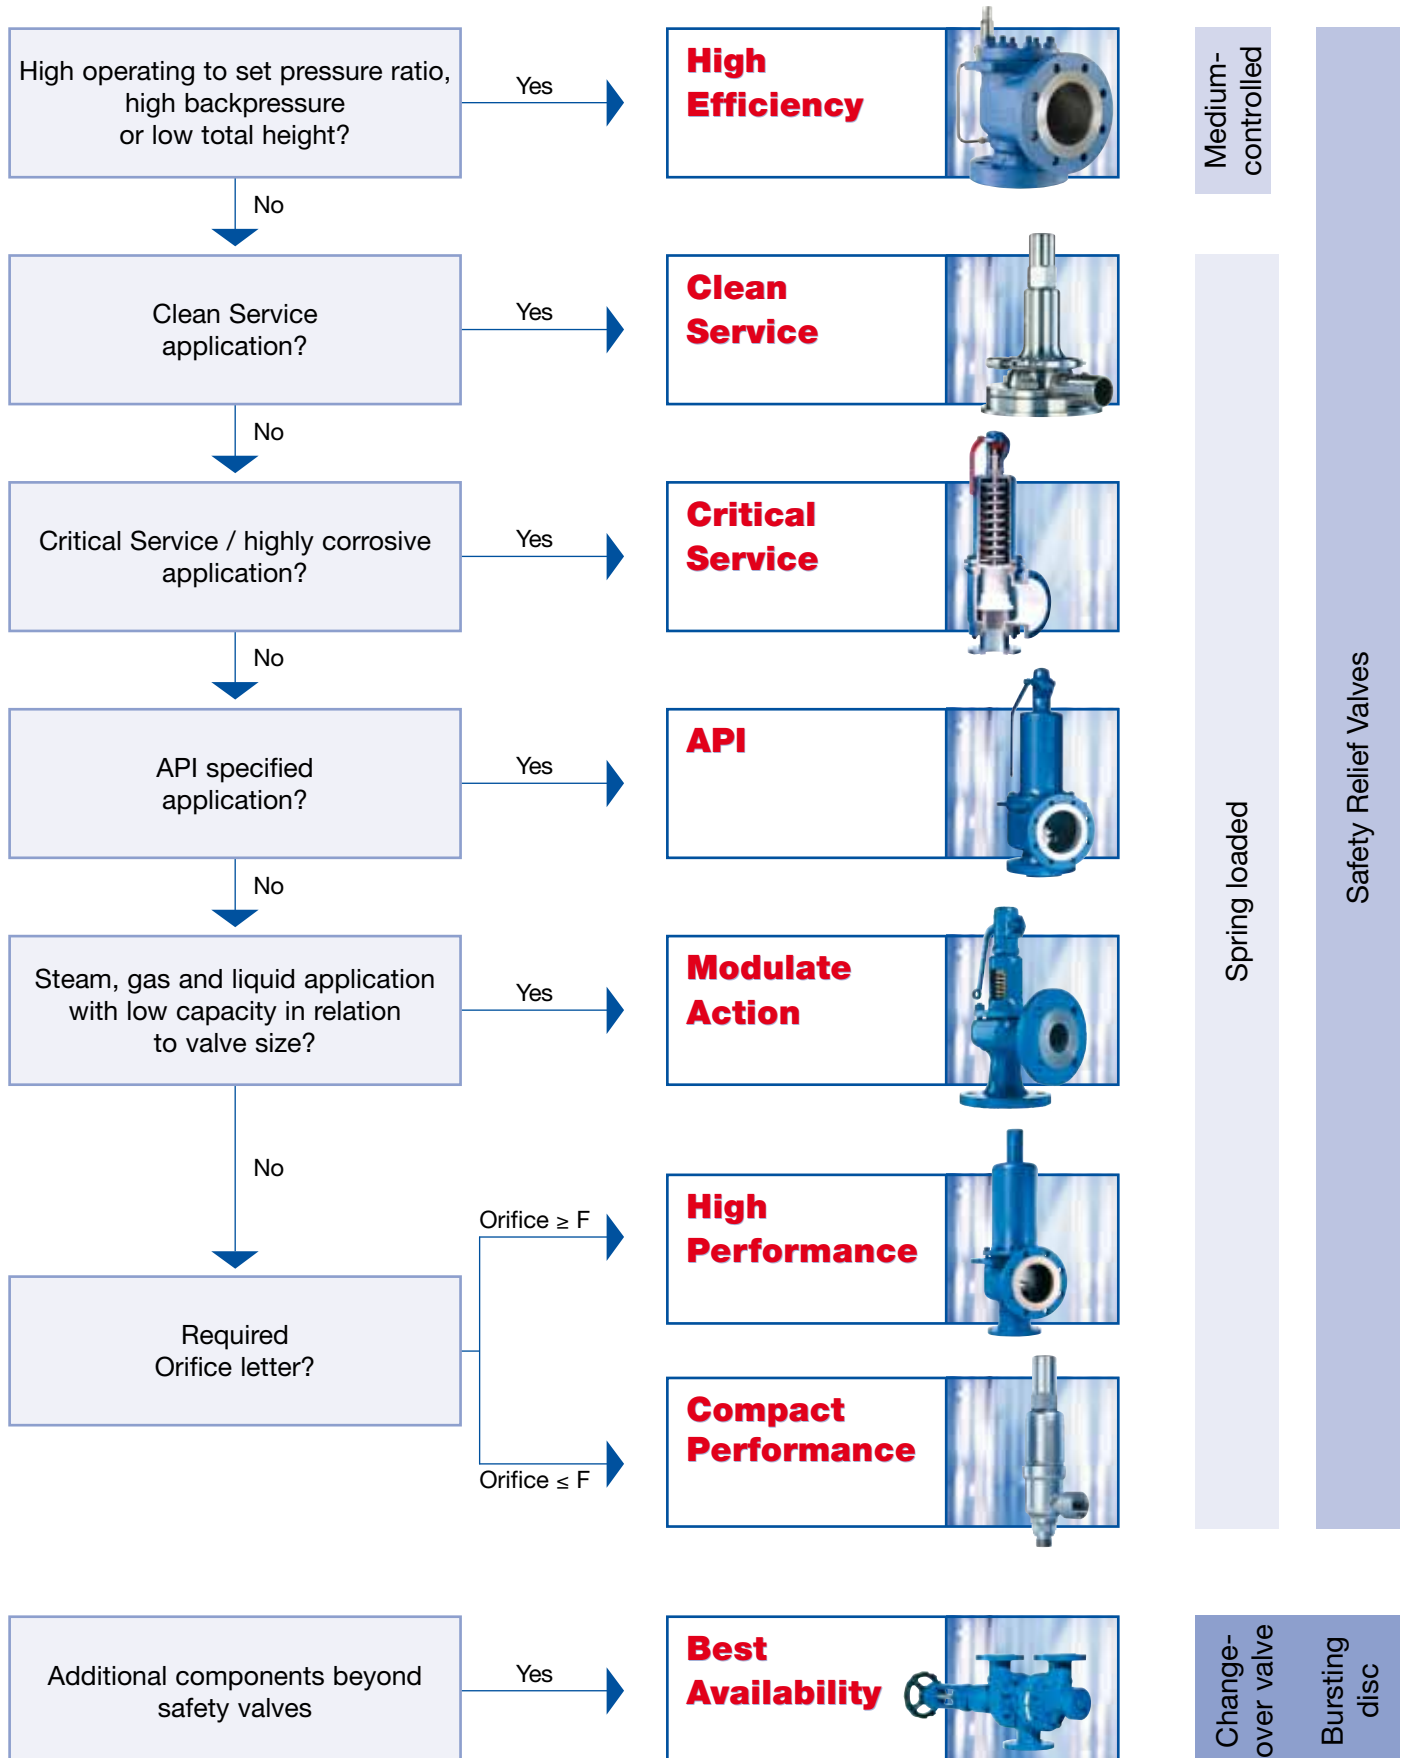 High operating to set pressure ratio,
high backpressure
or low total height?
Yes
High
Efficiency
Medium-
controlled
No
Clean Service
application?
Yes
Clean
Service
No
Critical Service / highly corrosive
application?
Yes
Critical
Service
No
API specified
application?
Yes
API
No
Steam, gas and liquid application
with low capacity in relation
to valve size?
Yes
Modulate
Action
No
Required
Orifice letter?
Orifice ≥ F
High
Performance
Orifice ≤ F
Compact
Performance
Spring loaded
Safety Relief Valves
Additional components beyond
safety valves
Yes
Best
Availability
Change-
over valve
Bursting
disc